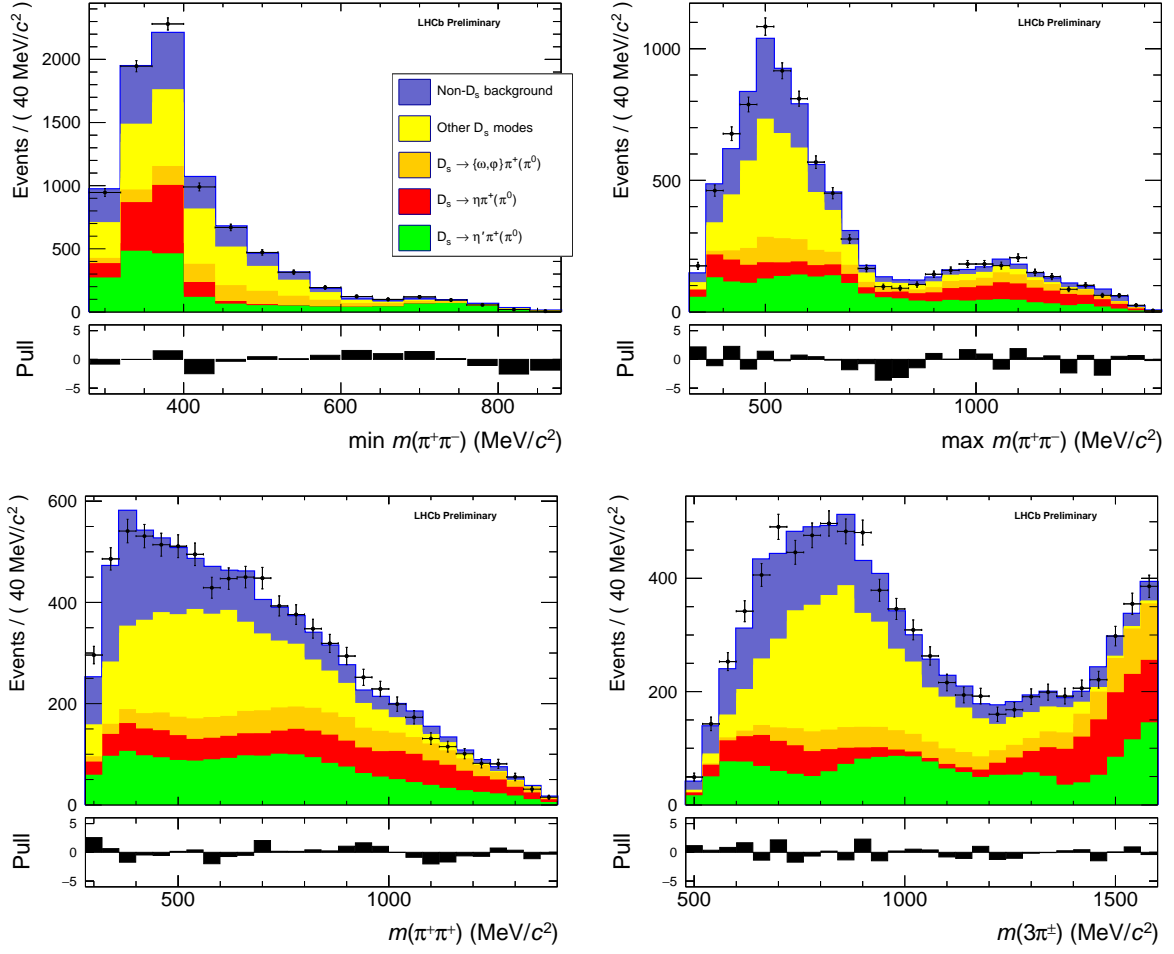 Events / ( 40 MeV/c² )
2000
1500
1000
500
0
LHCb Preliminary
Non-Dₛ background
Other Dₛ modes
Dₛ → {ω,φ}π⁺(π⁰)
Dₛ → ηπ⁺(π⁰)
Dₛ → η′π⁺(π⁰)
Pull
5
0
−5
400 600 800
min m(π⁺π⁻) (MeV/c²)
Events / ( 40 MeV/c² )
1000
500
0
LHCb Preliminary
Pull
5
0
−5
500 1000
max m(π⁺π⁻) (MeV/c²)
Events / ( 40 MeV/c² )
600
400
200
0
LHCb Preliminary
Pull
5
0
−5
500 1000
m(π⁺π⁺) (MeV/c²)
Events / ( 40 MeV/c² )
400
200
0
LHCb Preliminary
Pull
5
0
−5
500 1000 1500
m(3π±) (MeV/c²)